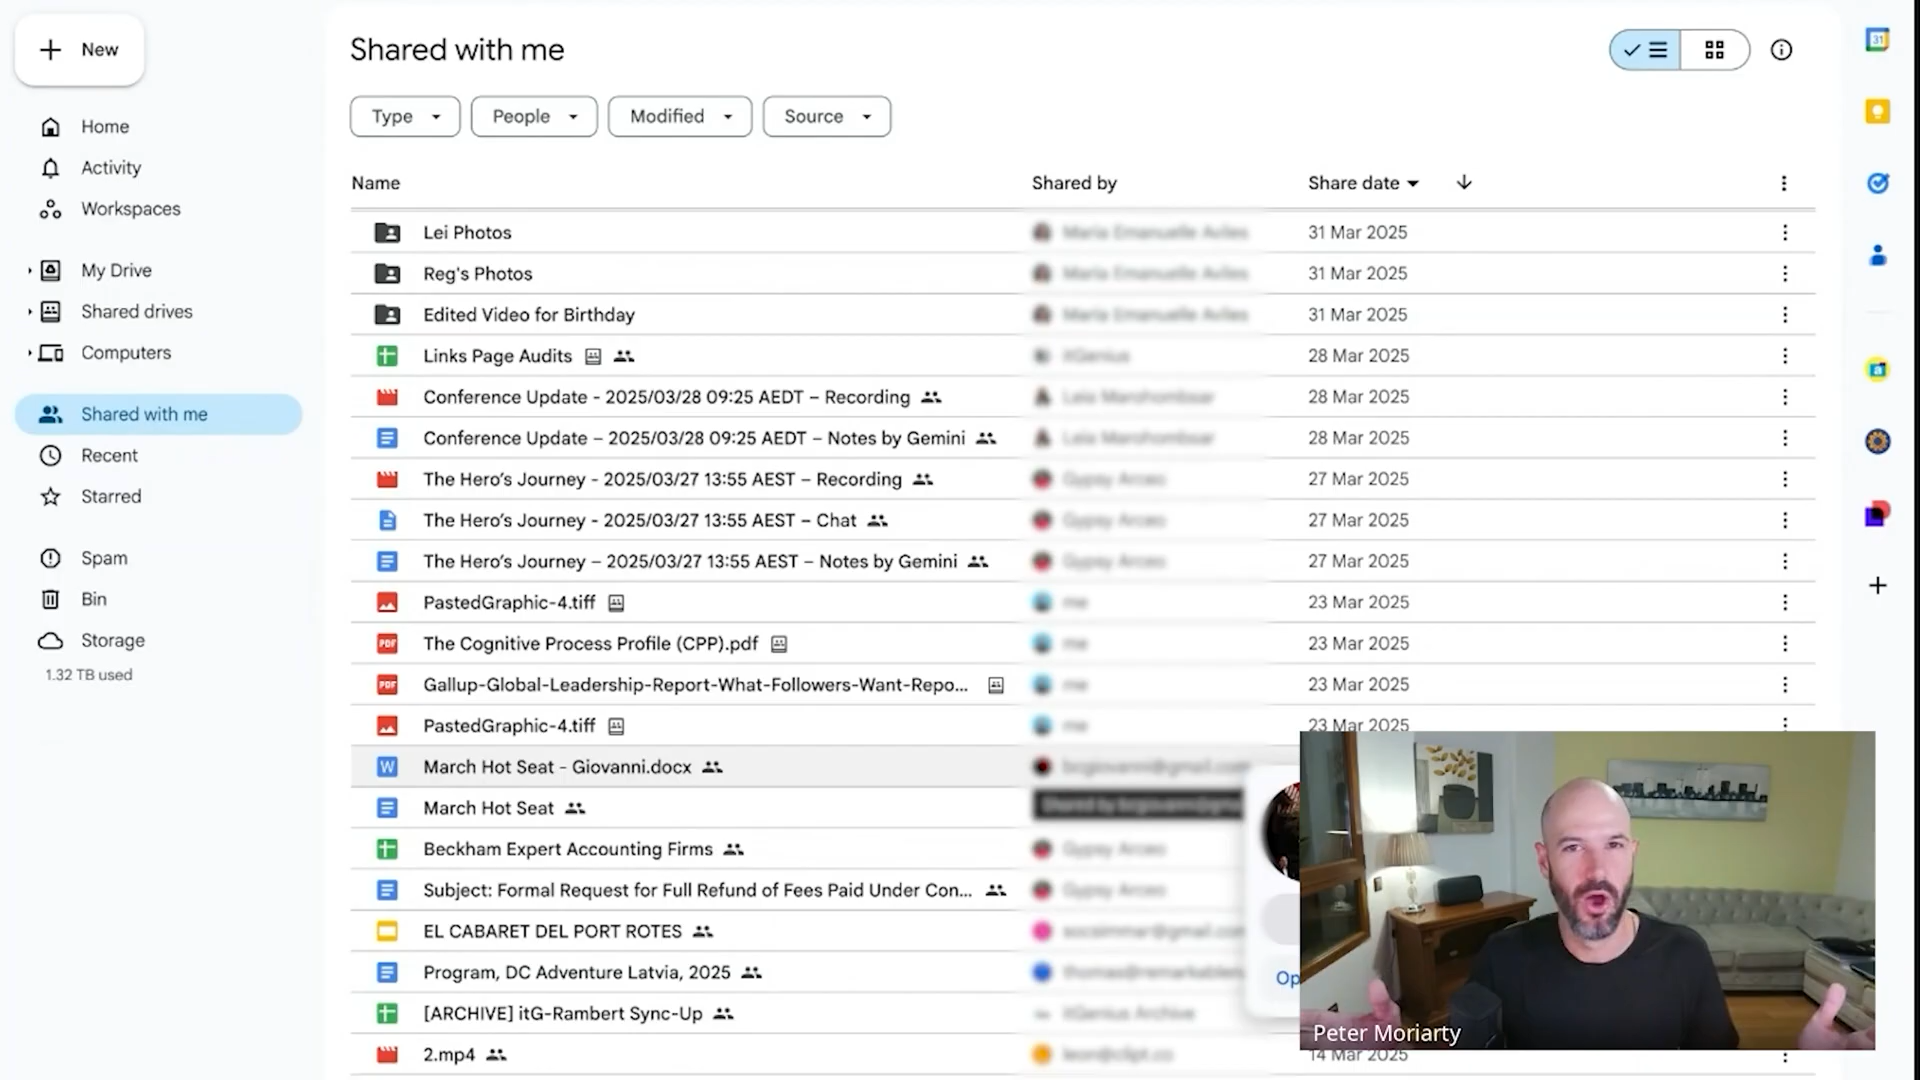 New
Home
Activity
Workspaces
My Drive
Shared drives
Computers
Shared with me
Recent
Starred
Spam
Bin
Storage
1.32 TB used
Shared with me
Type
People
Modified
Source
31
Name Shared by Share date
Lei Photos 31 Mar 2025
Reg's Photos 31 Mar 2025
Edited Video for Birthday 31 Mar 2025
Links Page Audits 28 Mar 2025
Conference Update - 2025/03/28 09:25 AEDT – Recording 28 Mar 2025
Conference Update – 2025/03/28 09:25 AEDT – Notes by Gemini 28 Mar 2025
The Hero’s Journey - 2025/03/27 13:55 AEST – Recording 27 Mar 2025
The Hero’s Journey - 2025/03/27 13:55 AEST – Chat 27 Mar 2025
The Hero’s Journey – 2025/03/27 13:55 AEST – Notes by Gemini 27 Mar 2025
PastedGraphic-4.tiff me 23 Mar 2025
PDF The Cognitive Process Profile (CPP).pdf me 23 Mar 2025
PDF Gallup-Global-Leadership-Report-What-Followers-Want-Repo... me 23 Mar 2025
PastedGraphic-4.tiff me 23 Mar 2025
W March Hot Seat - Giovanni.docx
March Hot Seat
Beckham Expert Accounting Firms
Subject: Formal Request for Full Refund of Fees Paid Under Con...
EL CABARET DEL PORT ROTES
Program, DC Adventure Latvia, 2025
Op
[ARCHIVE] itG-Rambert Sync-Up
2.mp4 14 Mar 2025
Peter Moriarty